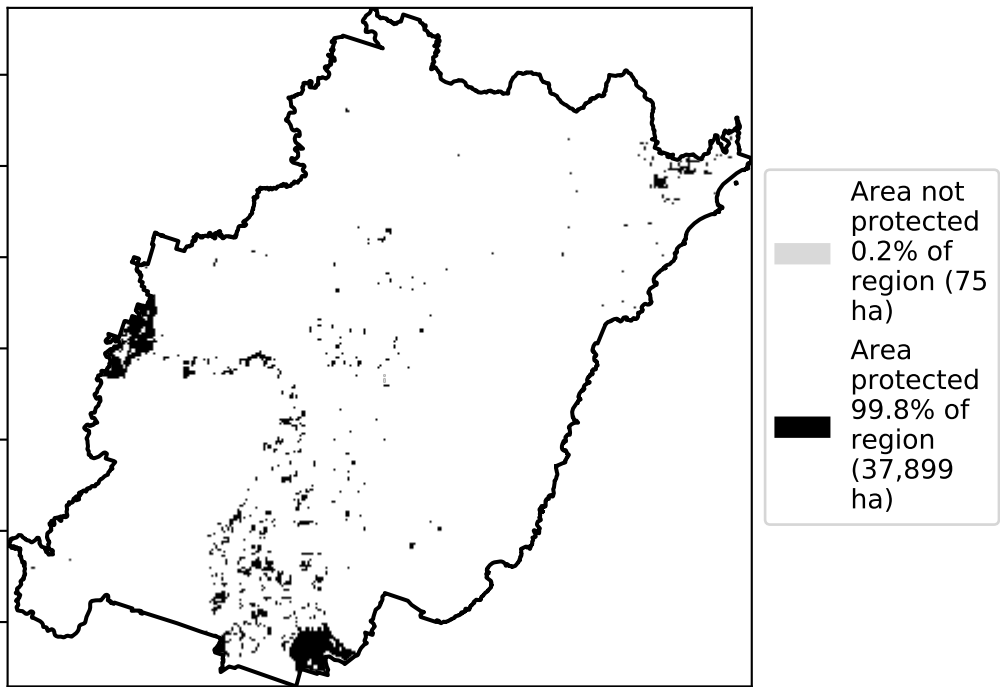 Area not
protected
0.2% of
region (75
ha)
Area
protected
99.8% of
region
(37,899
ha)